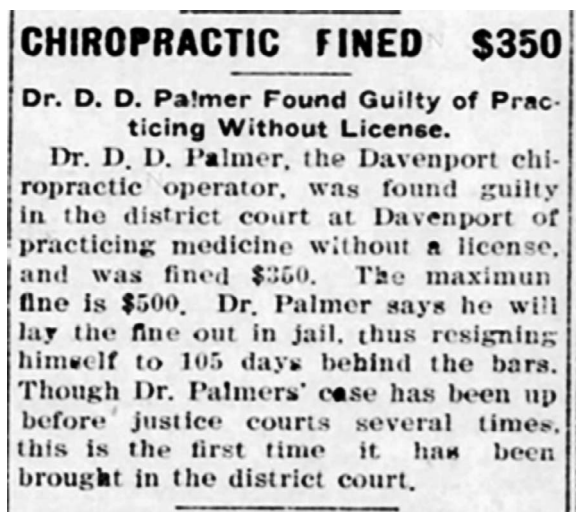 CHIROPRACTIC FINED $350
Dr. D. D. Palmer Found Guilty of Prac-
ticing Without License.
Dr. D. D. Palmer, the Davenport chi-
ropractic operator, was found guilty
in the district court at Davenport of
practicing medicine without a license,
and was fined $350. The maximun
fine is $500. Dr. Palmer says he will
lay the fine out in jail, thus resigning
himself to 105 days behind the bars.
Though Dr. Palmers' case has been up
before justice courts several times,
this is the first time it has been
brought in the district court.